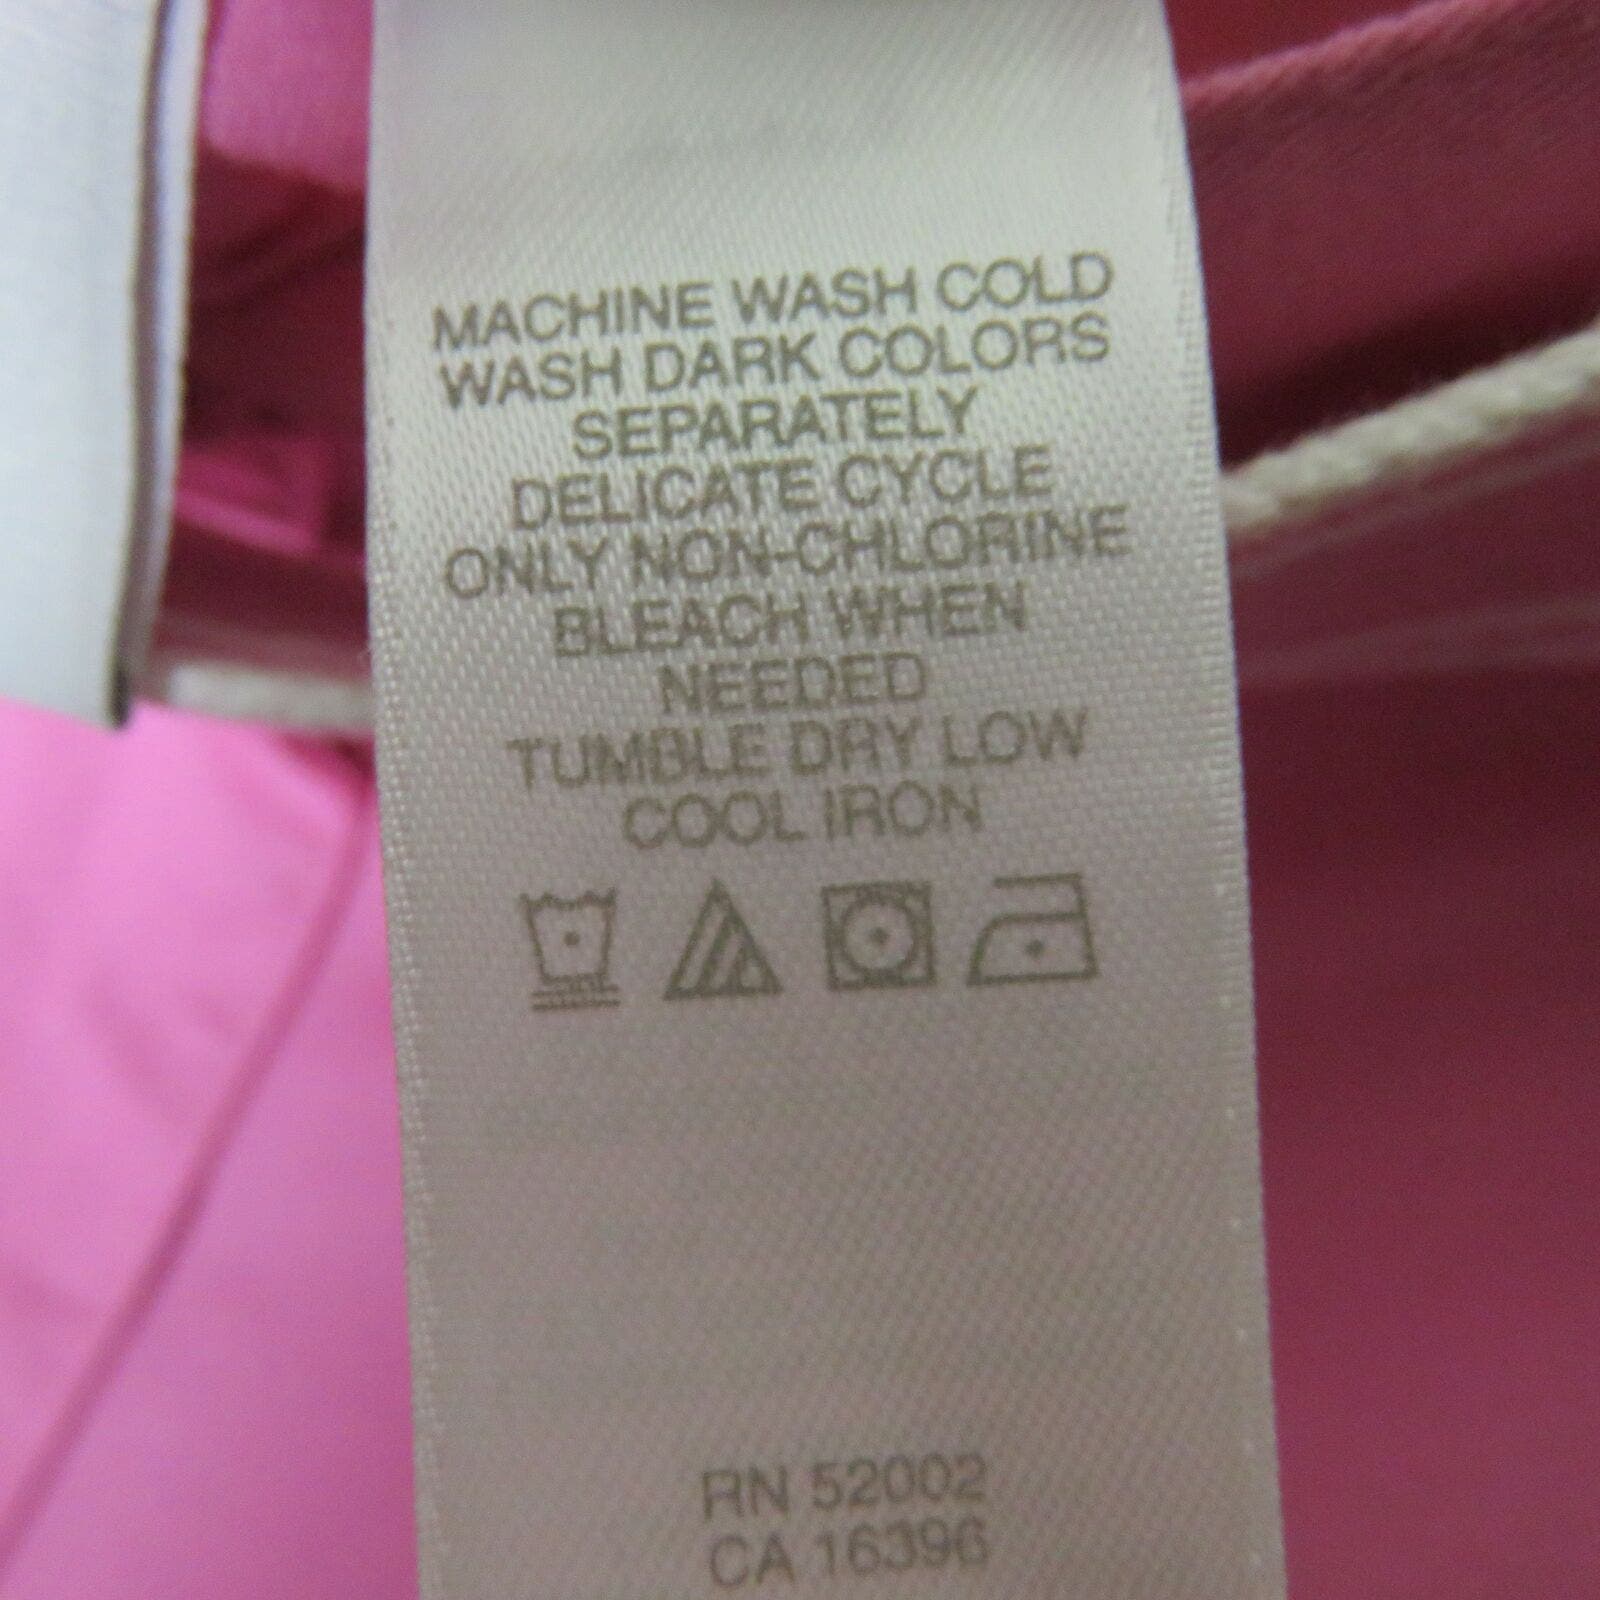 MACHINE WASH COLD
WASH DARK COLORS
SEPARATELY
DELICATE CYCLE
ONLY NON-CHLORINE
BLEACH WHEN
NEEDED
TUMBLE DRY LOW
COOL IRON
RN 52002
CA 16396